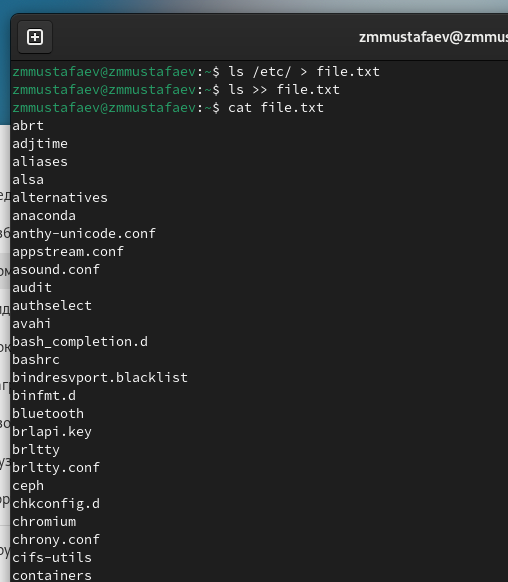 zmmustafaev@zmmus
zmmustafaev@zmmustafaev:~$ ls /etc/ > file.txt
zmmustafaev@zmmustafaev:~$ ls >> file.txt
zmmustafaev@zmmustafaev:~$ cat file.txt
abrt
adjtime
aliases
alsa
alternatives
anaconda
anthy-unicode.conf
appstream.conf
asound.conf
audit
authselect
avahi
bash_completion.d
bashrc
bindresvport.blacklist
binfmt.d
bluetooth
brlapi.key
brltty
brltty.conf
ceph
chkconfig.d
chromium
chrony.conf
cifs-utils
containers